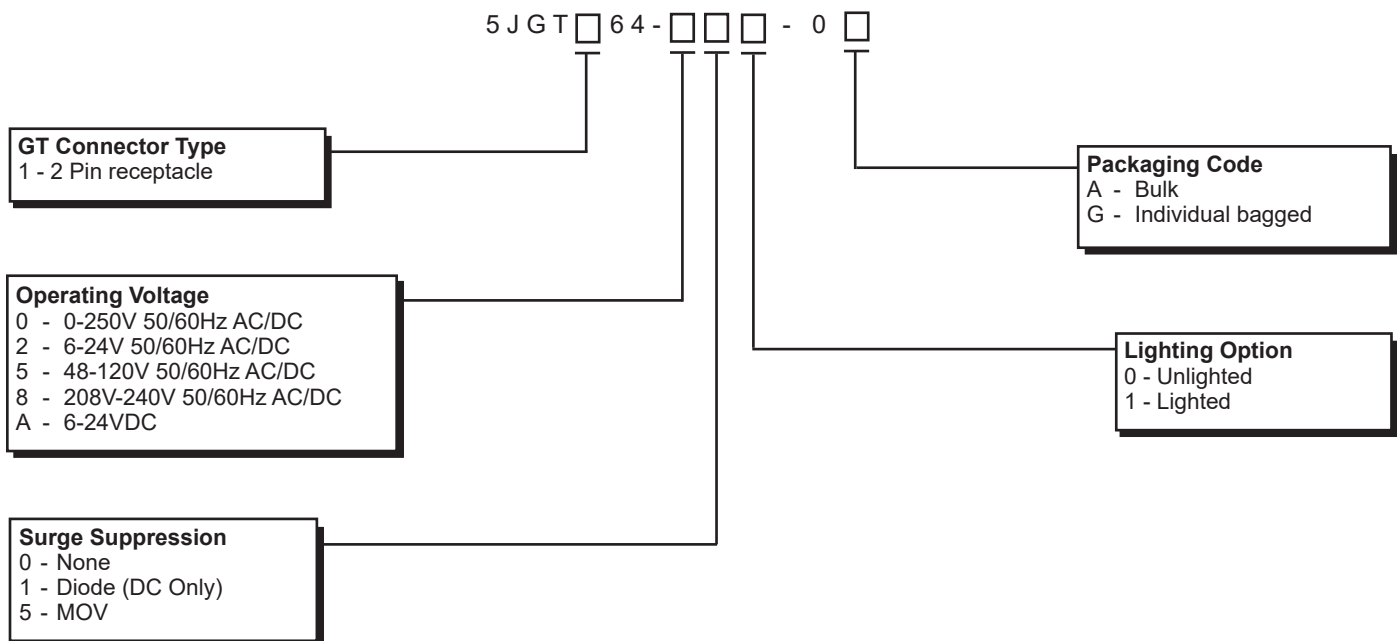 5JGT□64-□□□-0□
GT Connector Type
1 - 2 Pin receptacle
Packaging Code
A - Bulk
G - Individual bagged
Operating Voltage
0 - 0-250V 50/60Hz AC/DC
2 - 6-24V 50/60Hz AC/DC
5 - 48-120V 50/60Hz AC/DC
8 - 208V-240V 50/60Hz AC/DC
A - 6-24VDC
Lighting Option
0 - Unlighted
1 - Lighted
Surge Suppression
0 - None
1 - Diode (DC Only)
5 - MOV